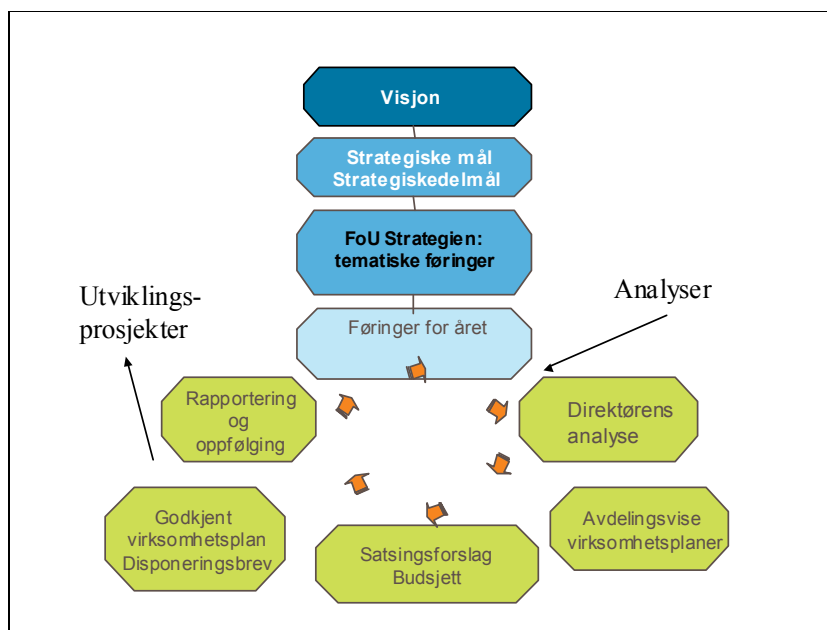 Visjon
Strategiske mål
Strategiskedelmål
FoU Strategien:
tematiske føringer
Utviklings-
prosjekter
Analyser
Føringer for året
Rapportering
og
oppfølging
Direktørens
analyse
Godkjent
virksomhetsplan
Disponeringsbrev
Satsingsforslag
Budsjett
Avdelingsvise
virksomhetsplaner